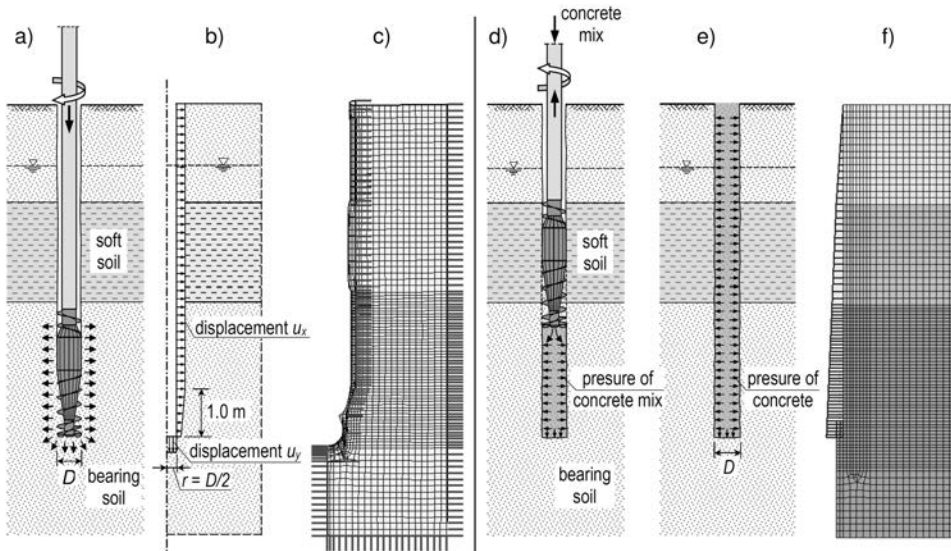 a)
b)
c)
soft
soil
displacement uₓ
1.0 m
displacement uᵧ
D
r = D/2
bearing
soil
concrete
mix
d)
e)
f)
soft
soil
presure of
concrete mix
presure of
concrete
D
bearing
soil